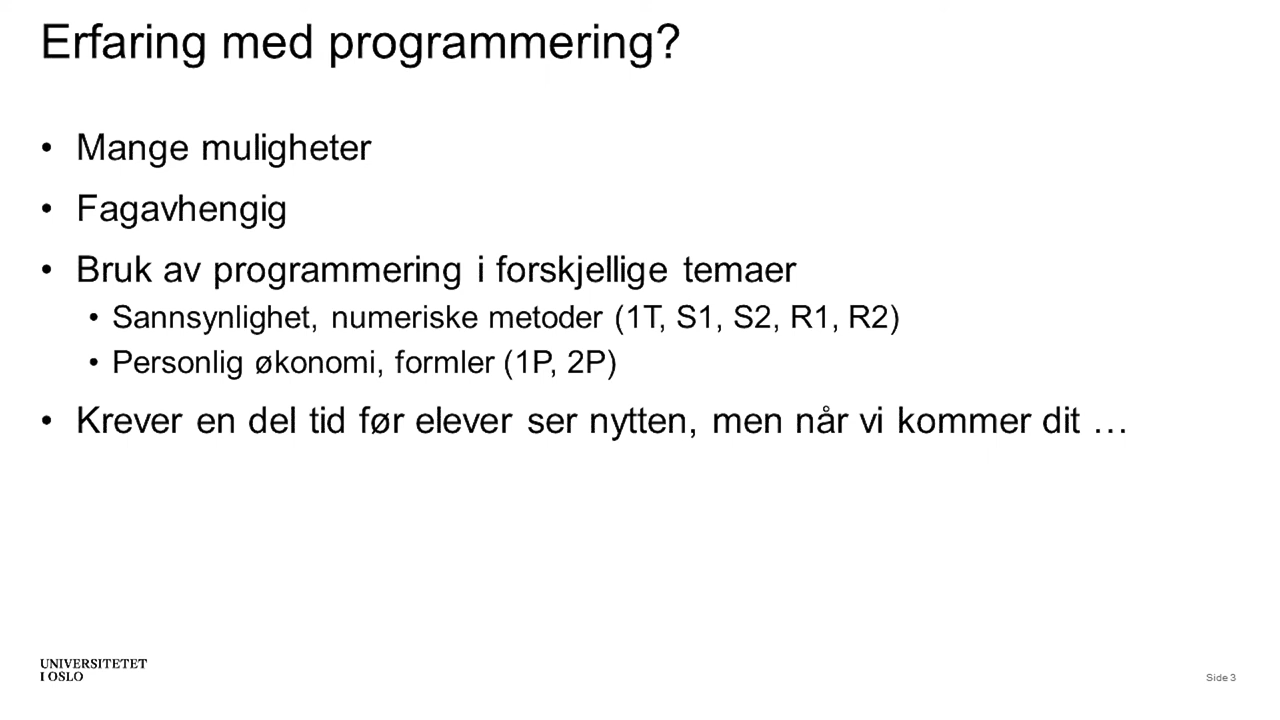 Erfaring med programmering?
• Mange muligheter
• Fagavhengig
• Bruk av programmering i forskjellige temaer
• Sannsynlighet, numeriske metoder (1T, S1, S2, R1, R2)
• Personlig økonomi, formler (1P, 2P)
• Krever en del tid før elever ser nytten, men når vi kommer dit …
UNIVERSITETET
I OSLO
Side 3